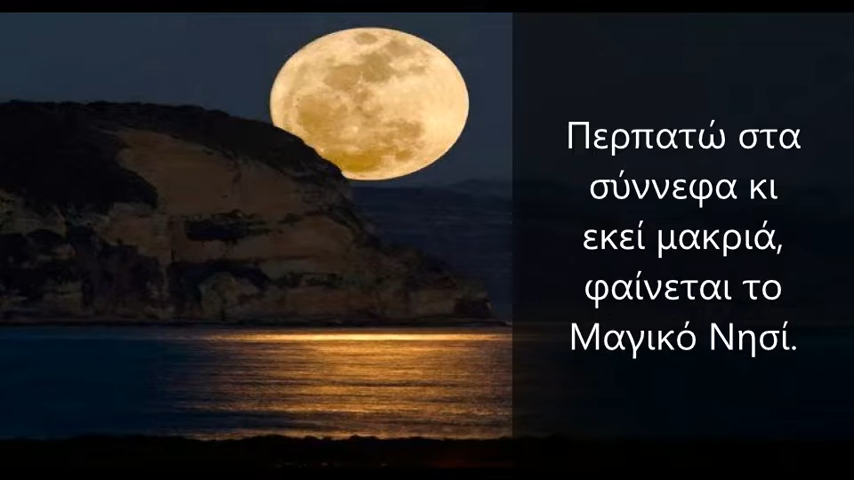 Περπατώ στα
σύννεφα κι
εκεί μακριά,
φαίνεται το
Μαγικό Νησί.